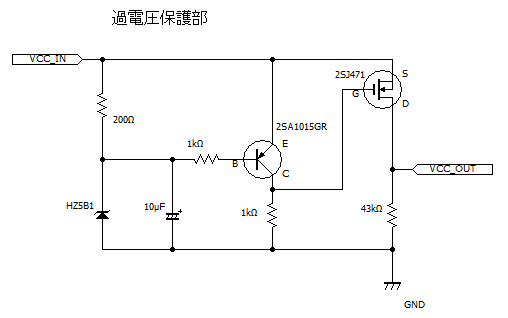 過電圧保護部
VCC_IN
2SJ471
S
G
D
200Ω
2SA1015GR
1kΩ
E
B
C
VCC_OUT
HZ5B1
10μF
+
1kΩ
43kΩ
GND